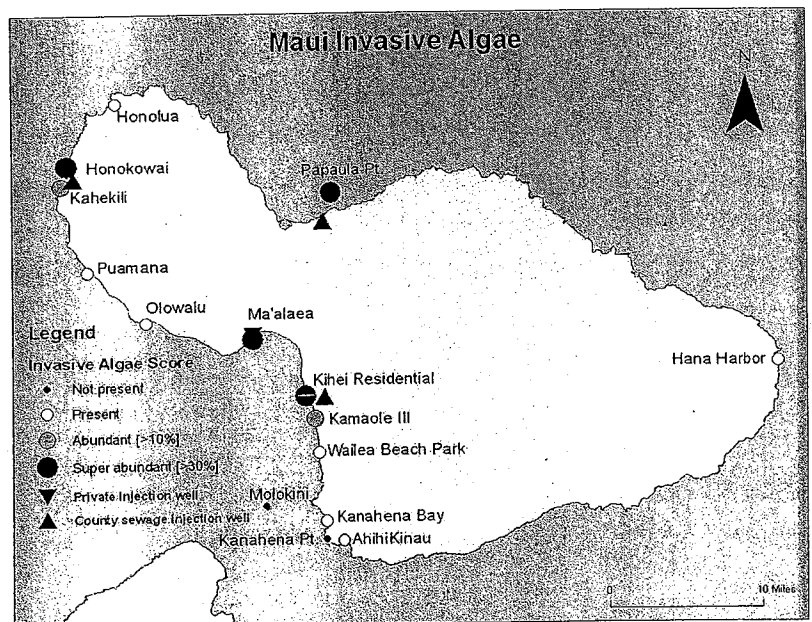 Maui Invasive Algae
N
Honolua
Honokowai
Kahekili
Papaula Pt.
Puamana
Olowalu
Ma'alaea
Hana Harbor
Kihei Residential
Kamaole III
Wailea Beach Park
Molokini
Kanahena Bay
Kanahena Pt.
AhihiKinau
Legend
Invasive Algae Score
Not present
Present
Abundant [>10%]
Super abundant [>30%]
Private Injection well
County sewage Injection well
0
10 Miles